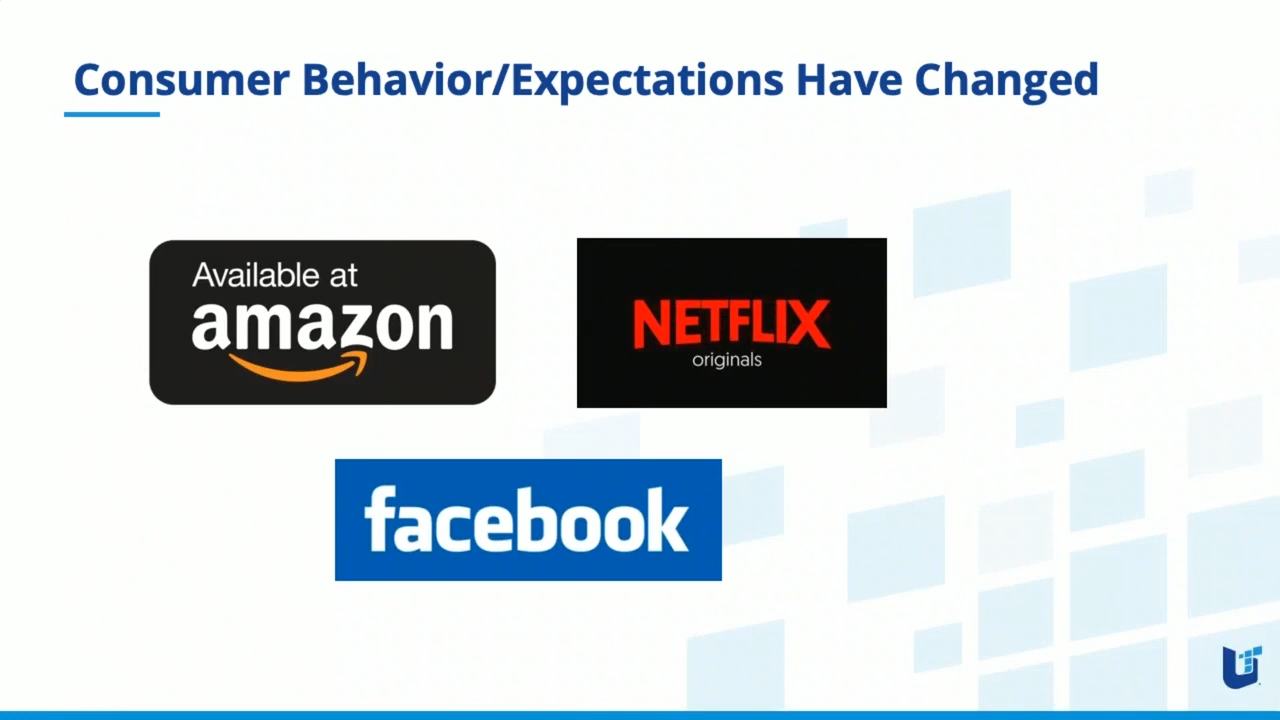 Consumer Behavior/Expectations Have Changed
Available at
amazon
NETFLIX
originals
facebook